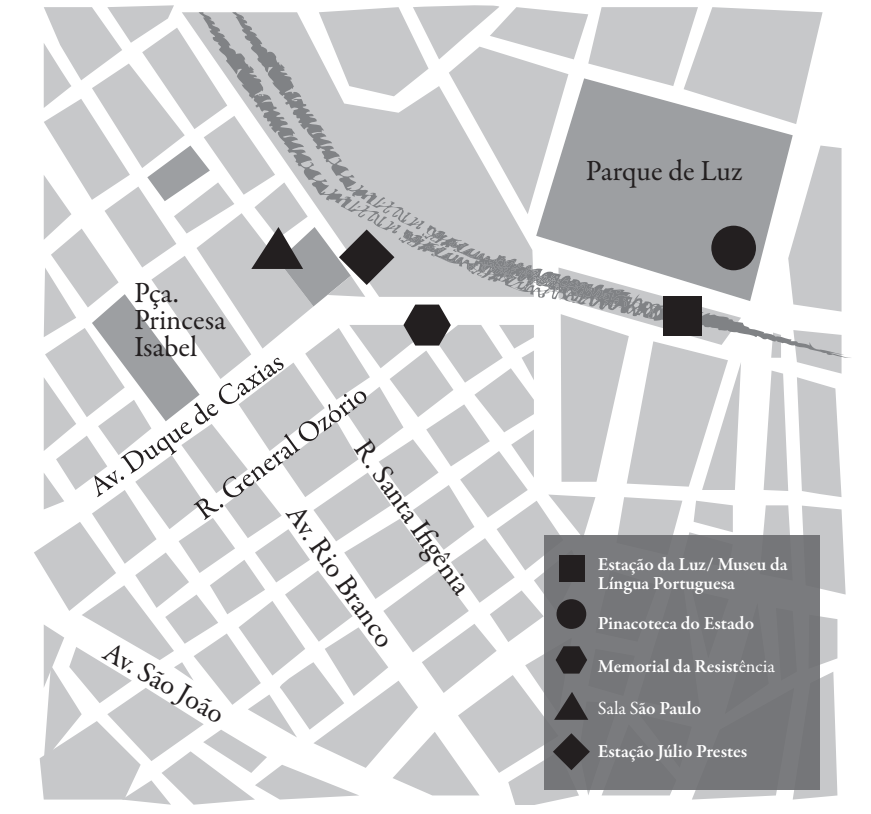 Parque de Luz
Pça.
Princesa
Isabel
Av. Duque de Caxias
R. General Ozório
R. Santa Ifigênia
Av. Rio Branco
Av. São João
Estação da Luz/ Museu da
Língua Portuguesa
Pinacoteca do Estado
Memorial da Resistência
Sala São Paulo
Estação Júlio Prestes